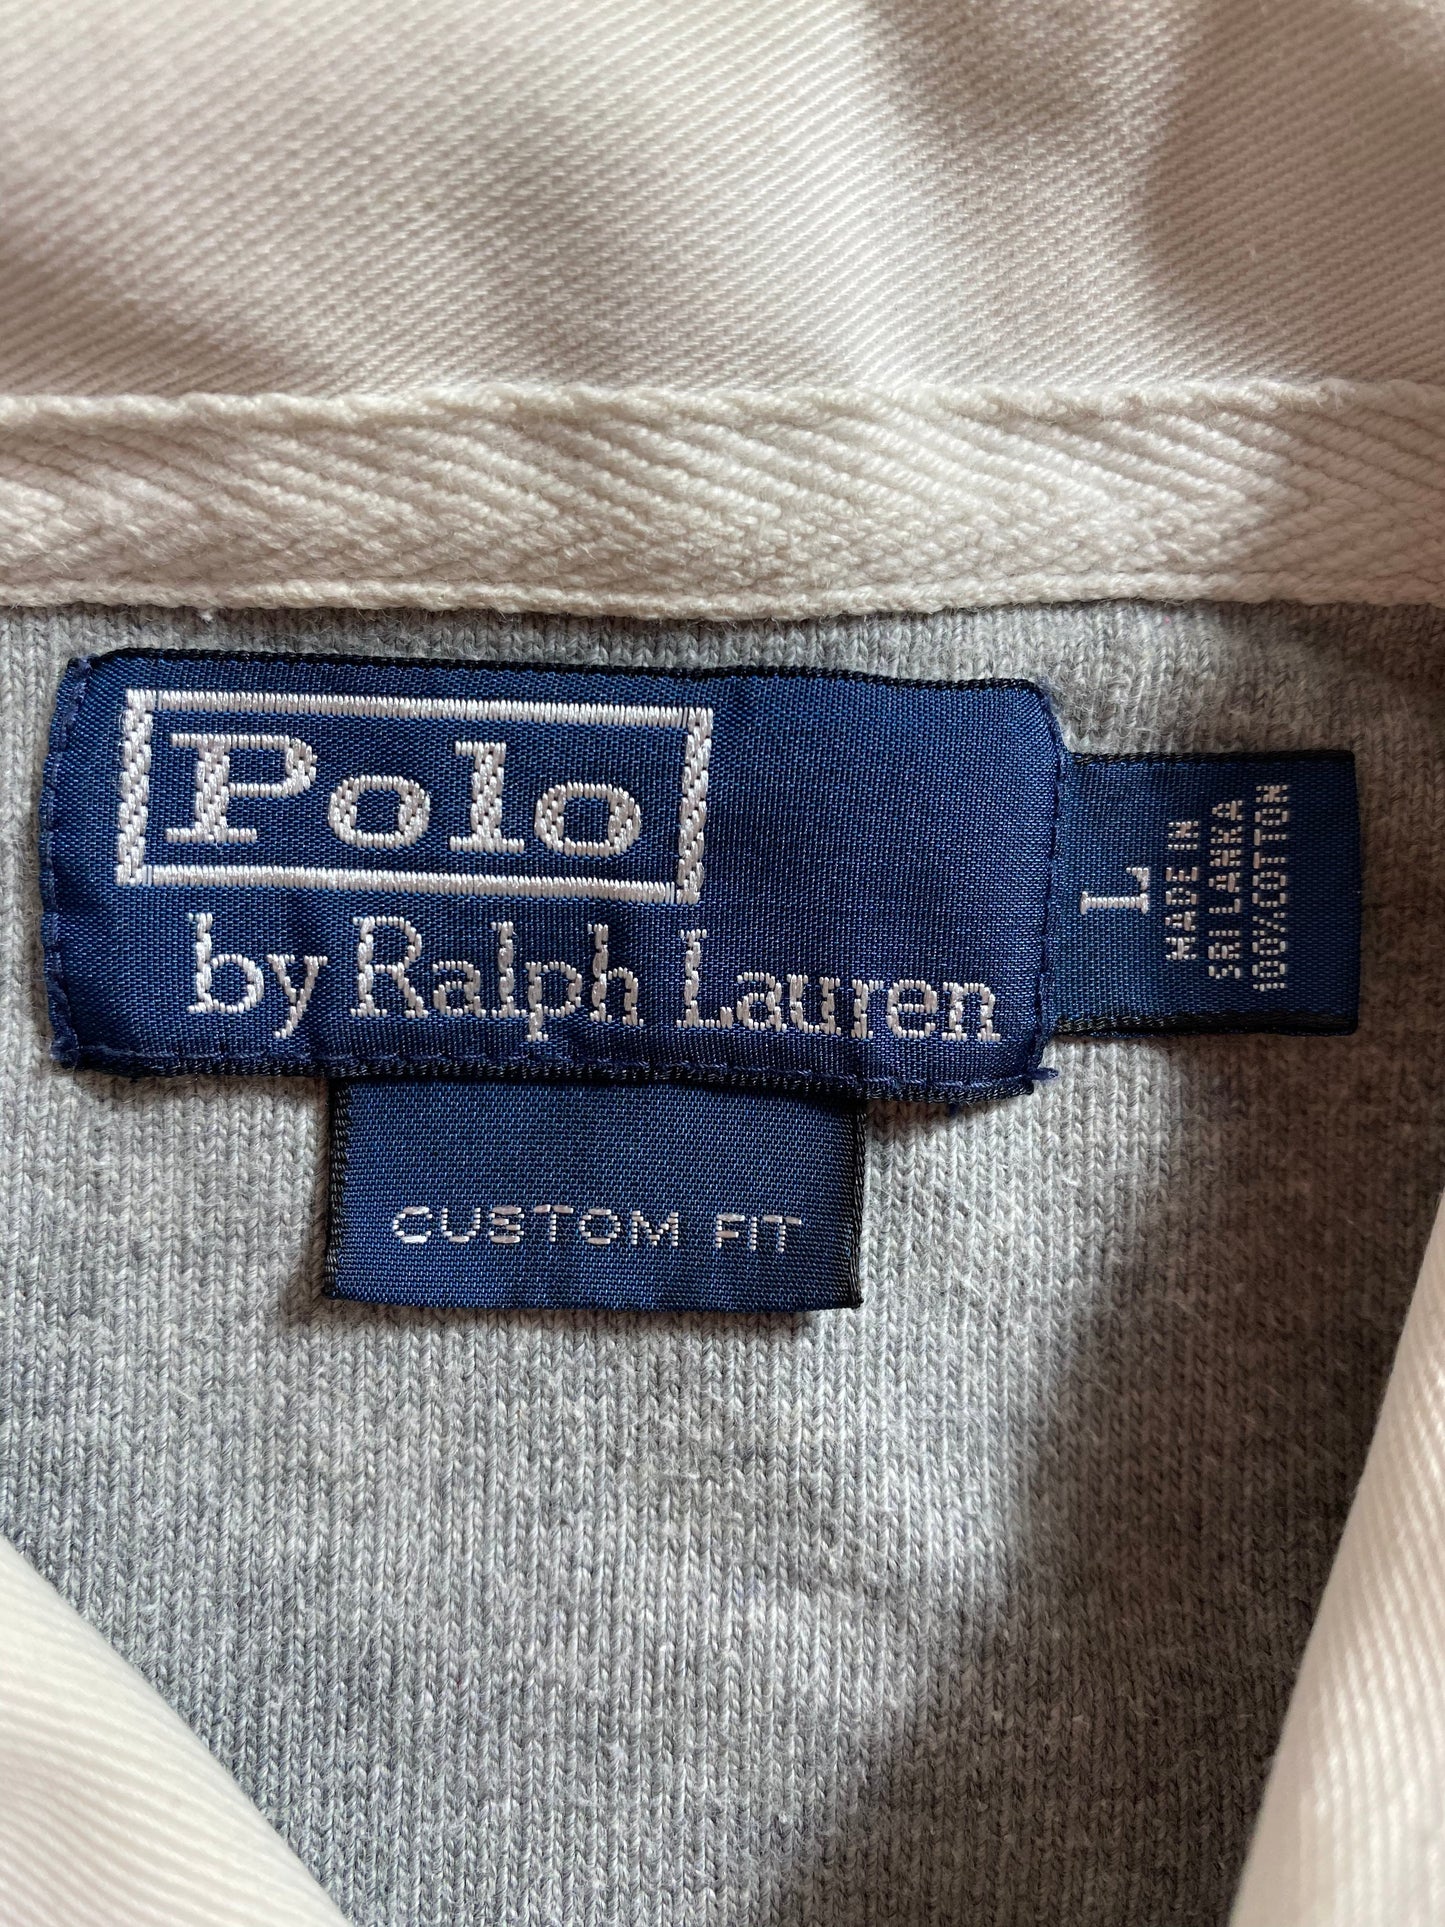 Polo
by Ralph Lauren
L
MADE IN
SRI LANKA
100% COTTON
CUSTOM FIT